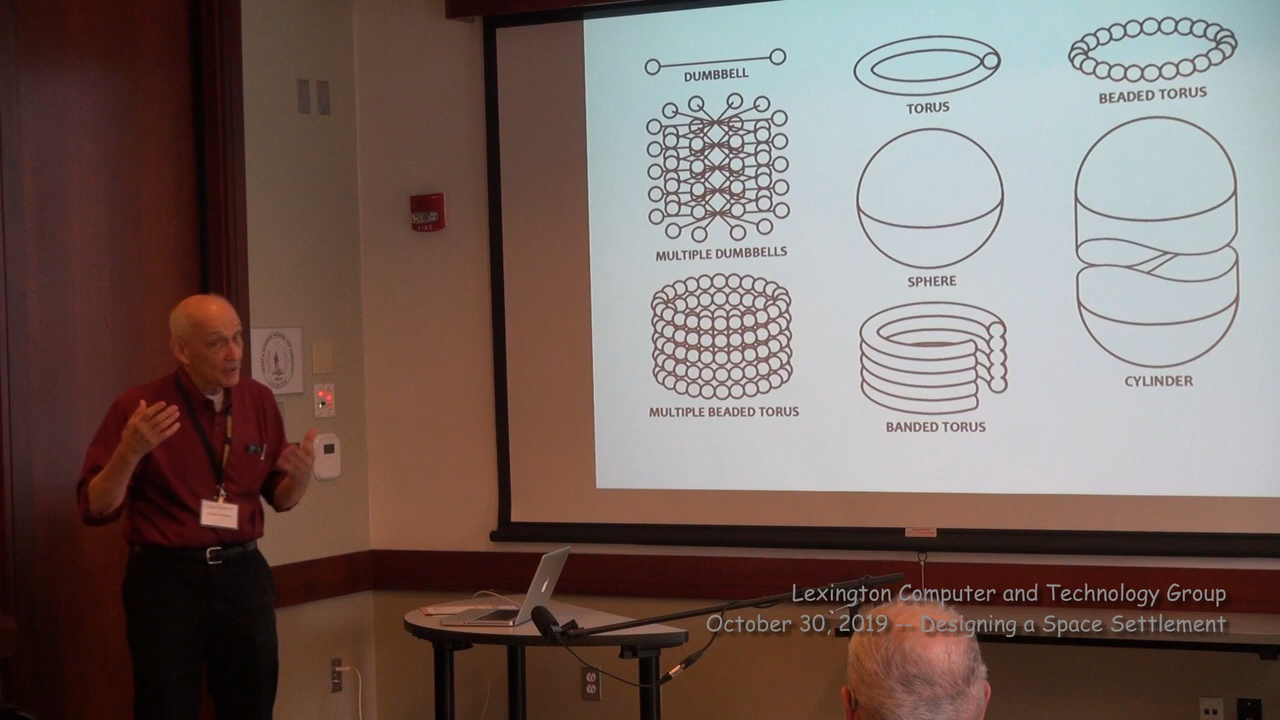 DUMBBELL
TORUS
BEADED TORUS
MULTIPLE DUMBBELLS
SPHERE
CYLINDER
MULTIPLE BEADED TORUS
BANDED TORUS
FIRE
Lexington Computer and Technology Group
October 30, 2019 -- Designing a Space Settlement